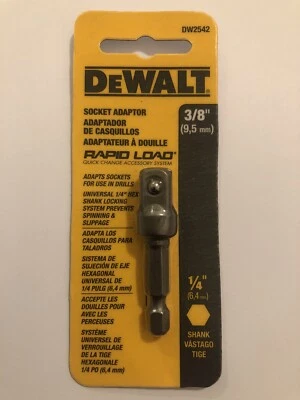 DW2542
DEWALT
SOCKET ADAPTOR
ADAPTADOR
DE CASQUILLOS
ADAPTATEUR À DOUILLE
3/8"
(9,5 mm)
RAPID LOAD
QUICK CHANGE ACCESSORY SYSTEM
ADAPTS SOCKETS
FOR USE IN DRILLS
UNIVERSAL 1/4" HEX
SHANK LOCKING
SYSTEM PREVENTS
SPINNING &
SLIPPAGE
ADAPTA LOS
CASQUILLOS PARA
TALADROS
SISTEMA DE
SUJECIÓN DE EJE
HEXAGONAL
UNIVERSAL DE
1/4 PULG (6,4 mm)
ACCEPTE LES
DOUILLES POUR
AVEC LES
PERCEUSES
SYSTÈME
UNIVERSEL DE
VERROUILLAGE
DE LA TIGE
HEXAGONALE
1/4 PO (6,4 mm)
1/4"
(6,4 mm)
SHANK
VÁSTAGO
TIGE